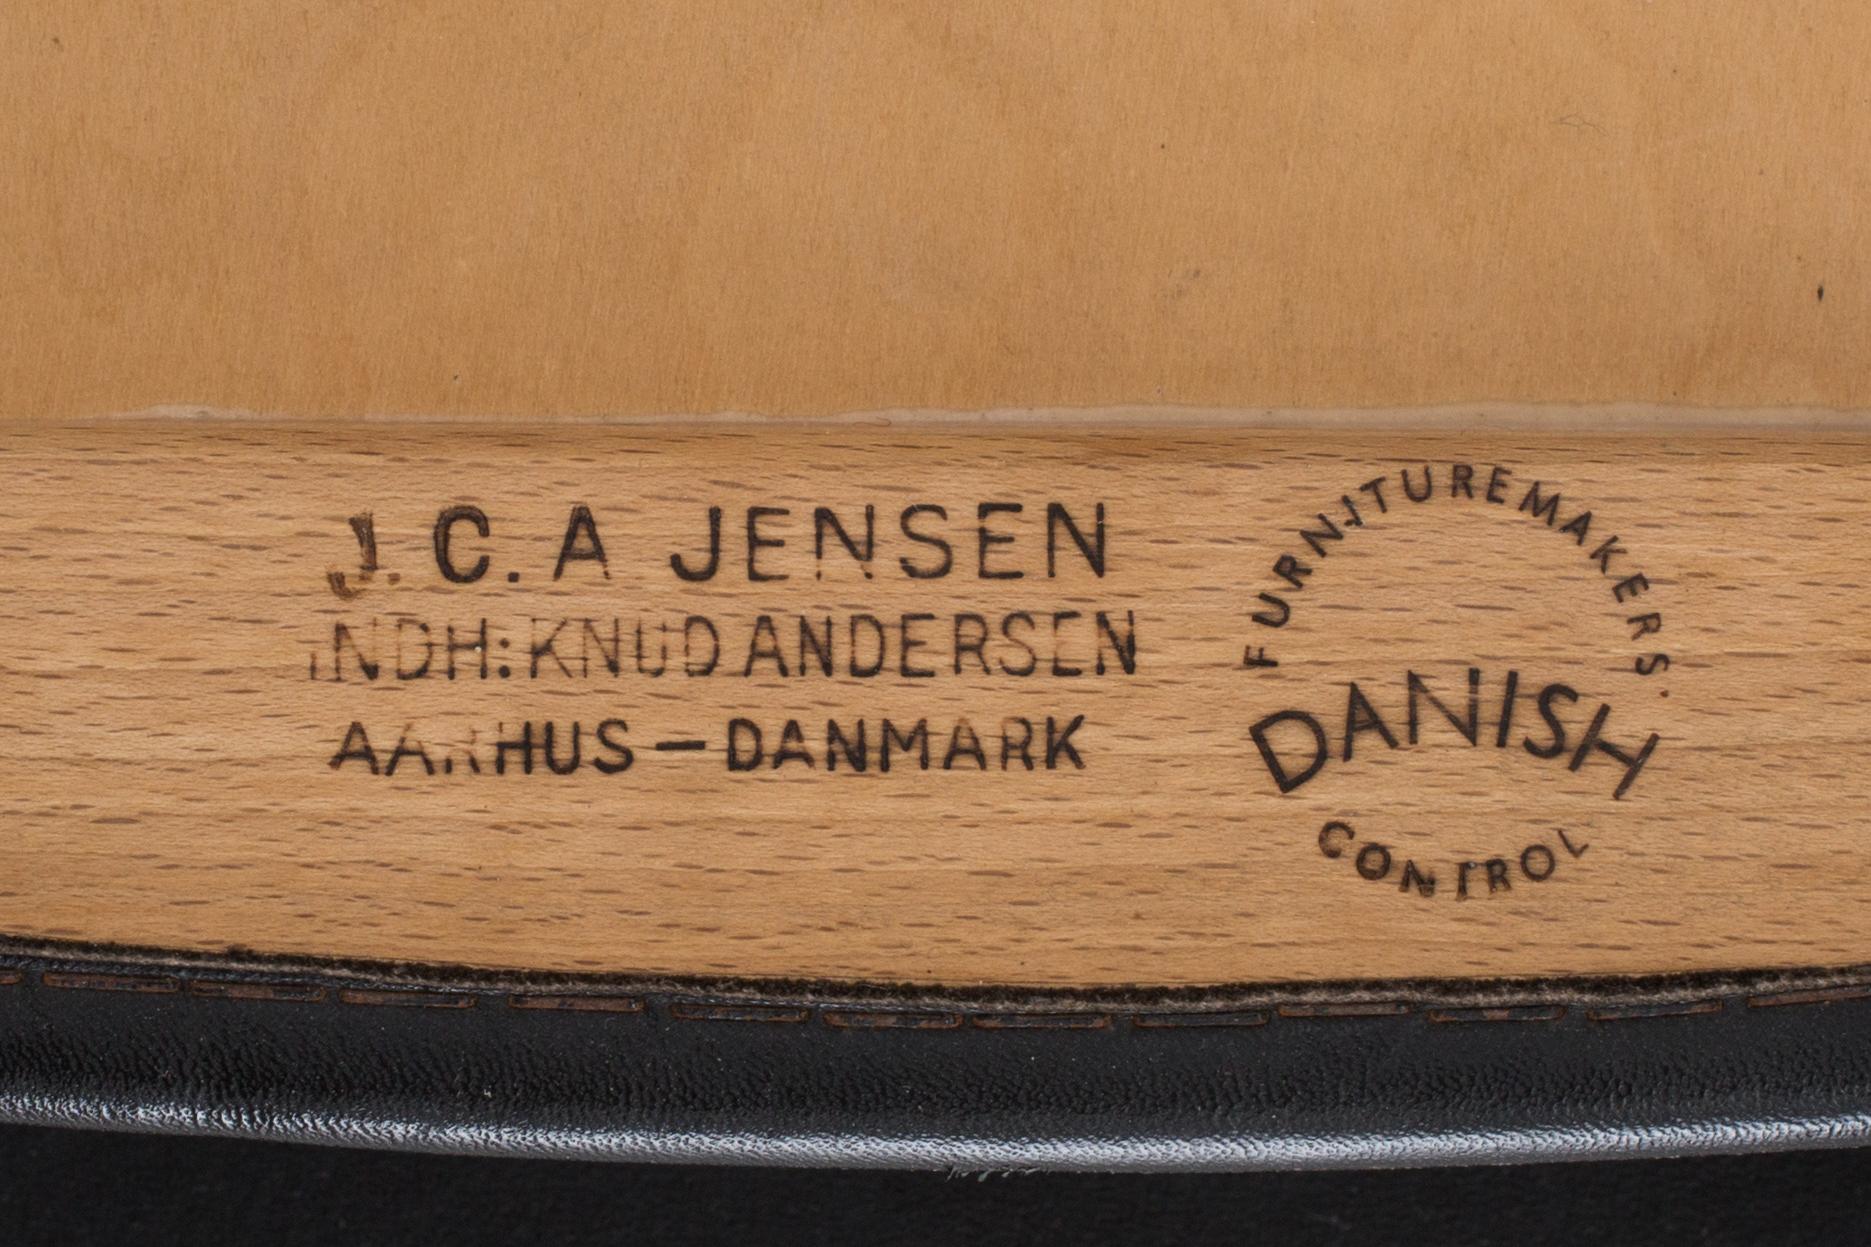 J.C.A JENSEN
INDH: KNUD ANDERSEN
AARHUS – DANMARK
FURNITUREMAKERS'
DANISH
CONTROL